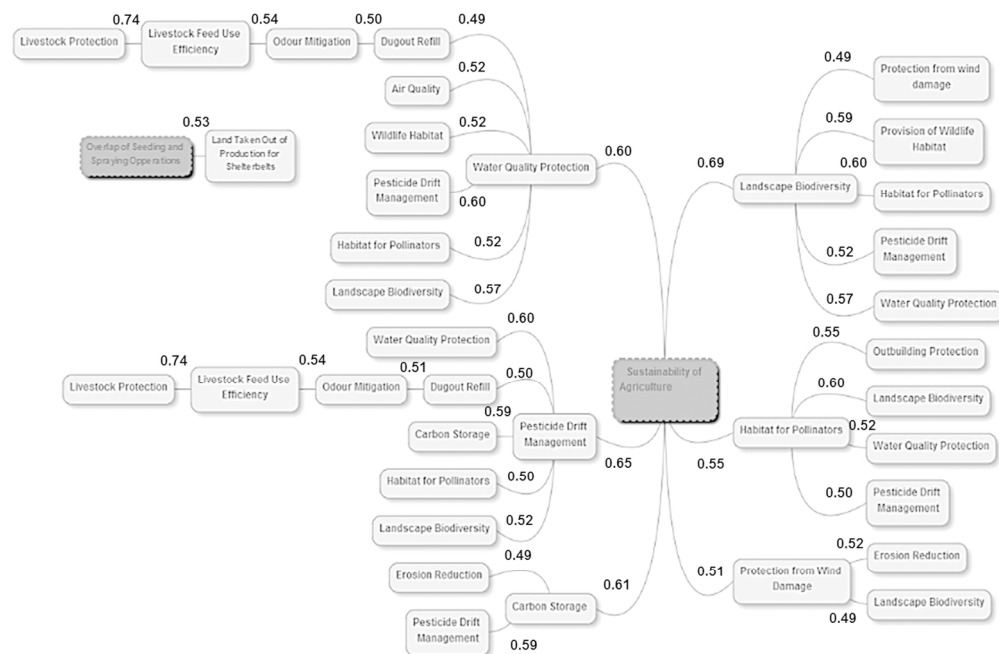 0.74
0.54
0.50
0.49
Livestock Protection
Livestock Feed Use
Efficiency
Odour Mitigation
Dugout Refill
0.52
Air Quality
0.52
Wildlife Habitat
0.53
Overlap of Seeding and
Spraying Opperations
Land Taken Out of
Production for
Shelterbelts
Water Quality Protection
0.60
Pesticide Drift
Management
0.60
Habitat for Pollinators
0.52
Landscape Biodiversity
0.57
0.60
Water Quality Protection
0.74
0.54
0.51
0.50
Livestock Protection
Livestock Feed Use
Efficiency
Odour Mitigation
Dugout Refill
0.59
Carbon Storage
Pesticide Drift
Management
0.65
Habitat for Pollinators
0.50
Landscape Biodiversity
0.52
0.49
Erosion Reduction
Carbon Storage
0.61
Pesticide Drift
Management
0.59
Sustainability of
Agriculture
0.69
Landscape Biodiversity
0.49
Protection from wind
damage
0.59
Provision of Wildlife
Habitat
0.60
Habitat for Pollinators
0.52
Pesticide Drift
Management
0.57
Water Quality Protection
0.55
Habitat for Pollinators
0.55
Outbuilding Protection
0.60
Landscape Biodiversity
0.52
Water Quality Protection
0.50
Pesticide Drift
Management
0.51
Protection from Wind
Damage
0.52
Erosion Reduction
0.49
Landscape Biodiversity